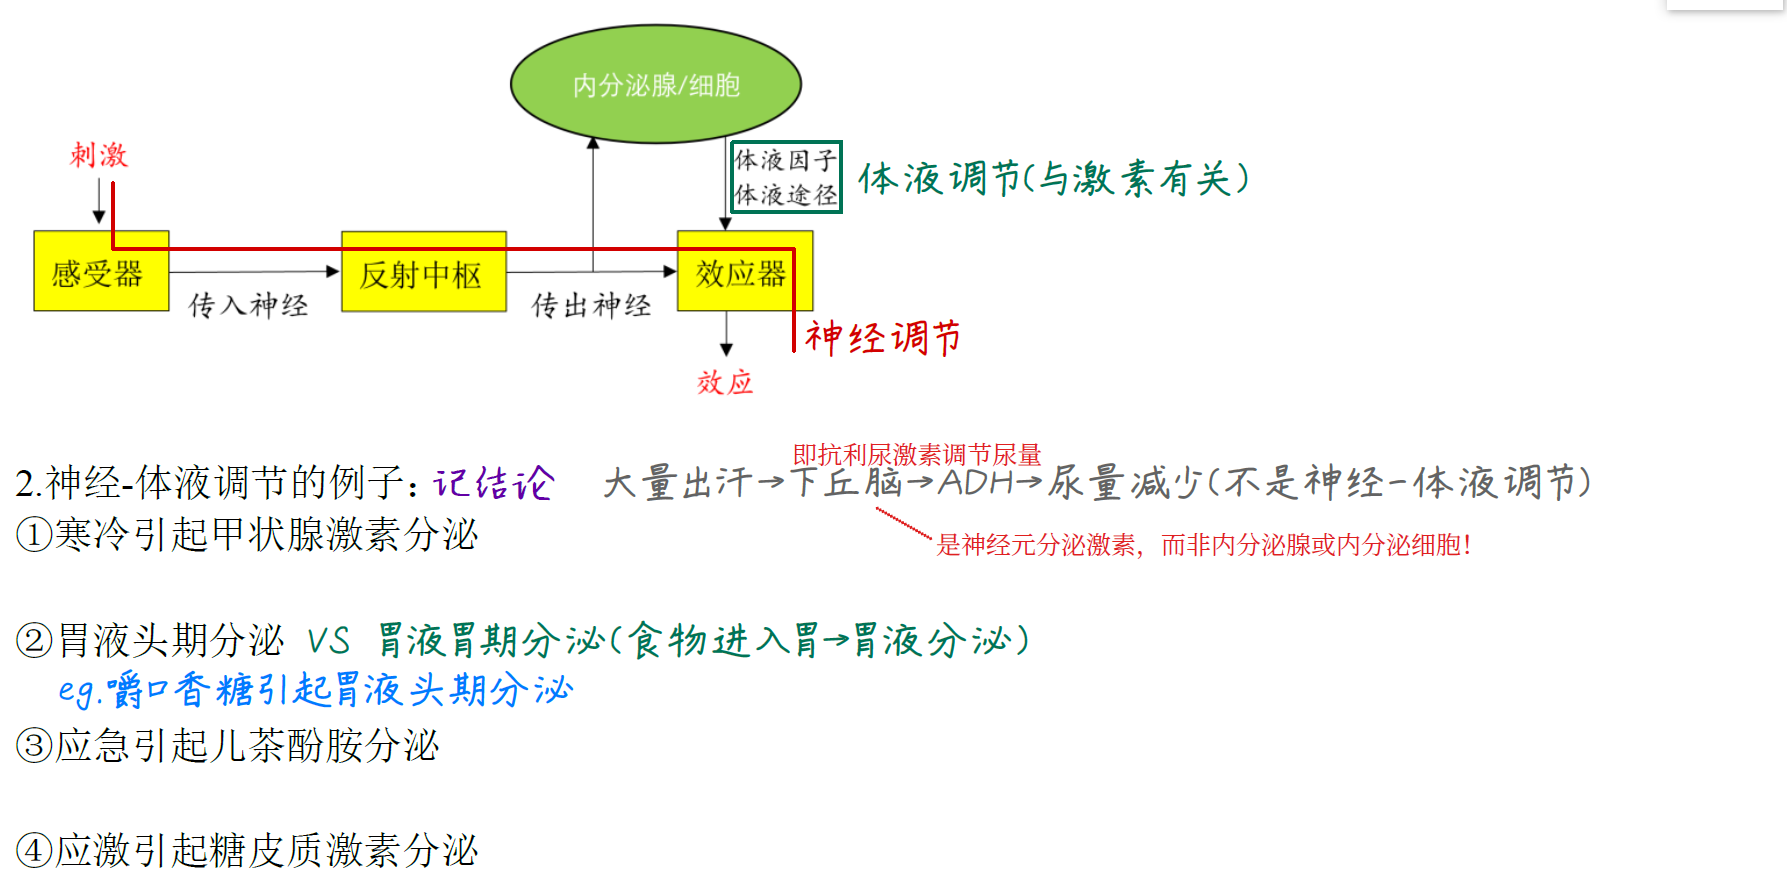 内分泌腺/细胞
刺激
体液因子
体液途径
体液调节(与激素有关)
感受器
反射中枢
效应器
传入神经
传出神经
神经调节
效应
即抗利尿激素调节尿量
2.神经-体液调节的例子：记结论 大量出汗→下丘脑→ADH→尿量减少(不是神经-体液调节)
①寒冷引起甲状腺激素分泌
是神经元分泌激素，而非内分泌腺或内分泌细胞！
②胃液头期分泌 VS 胃液胃期分泌(食物进入胃→胃液分泌)
eg.嚼口香糖引起胃液头期分泌
③应急引起儿茶酚胺分泌
④应激引起糖皮质激素分泌